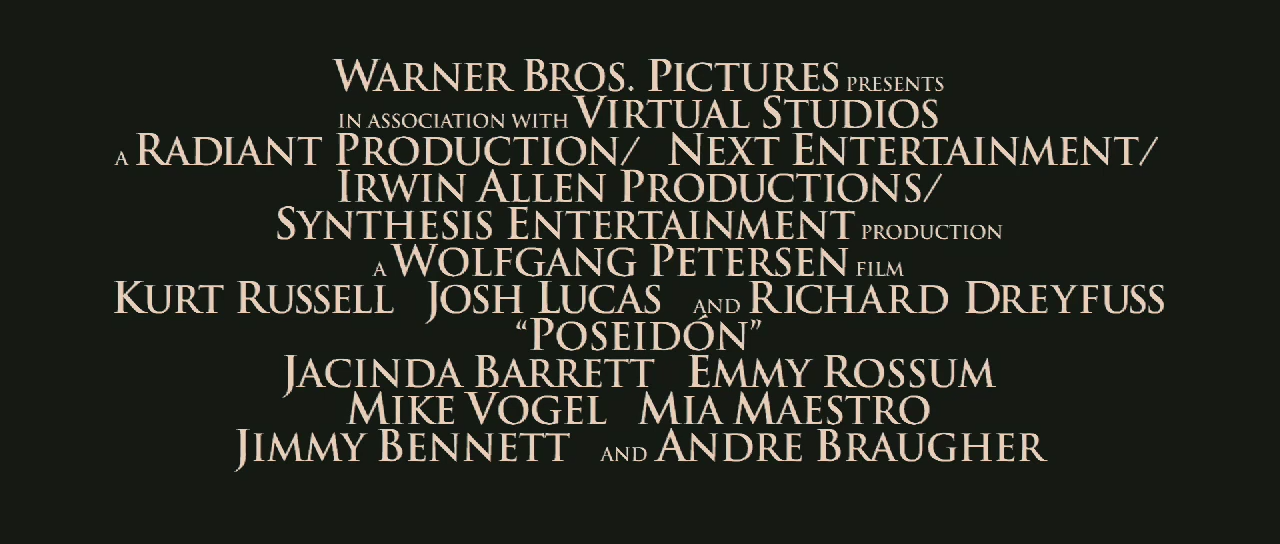 WARNER BROS. PICTURES PRESENTS
IN ASSOCIATION WITH VIRTUAL STUDIOS
A RADIANT PRODUCTION/ NEXT ENTERTAINMENT/
IRWIN ALLEN PRODUCTIONS/
SYNTHESIS ENTERTAINMENT PRODUCTION
A WOLFGANG PETERSEN FILM
KURT RUSSELL JOSH LUCAS AND RICHARD DREYFUSS
“POSEIDÓN”
JACINDA BARRETT EMMY ROSSUM
MIKE VOGEL MIA MAESTRO
JIMMY BENNETT AND ANDRE BRAUGHER